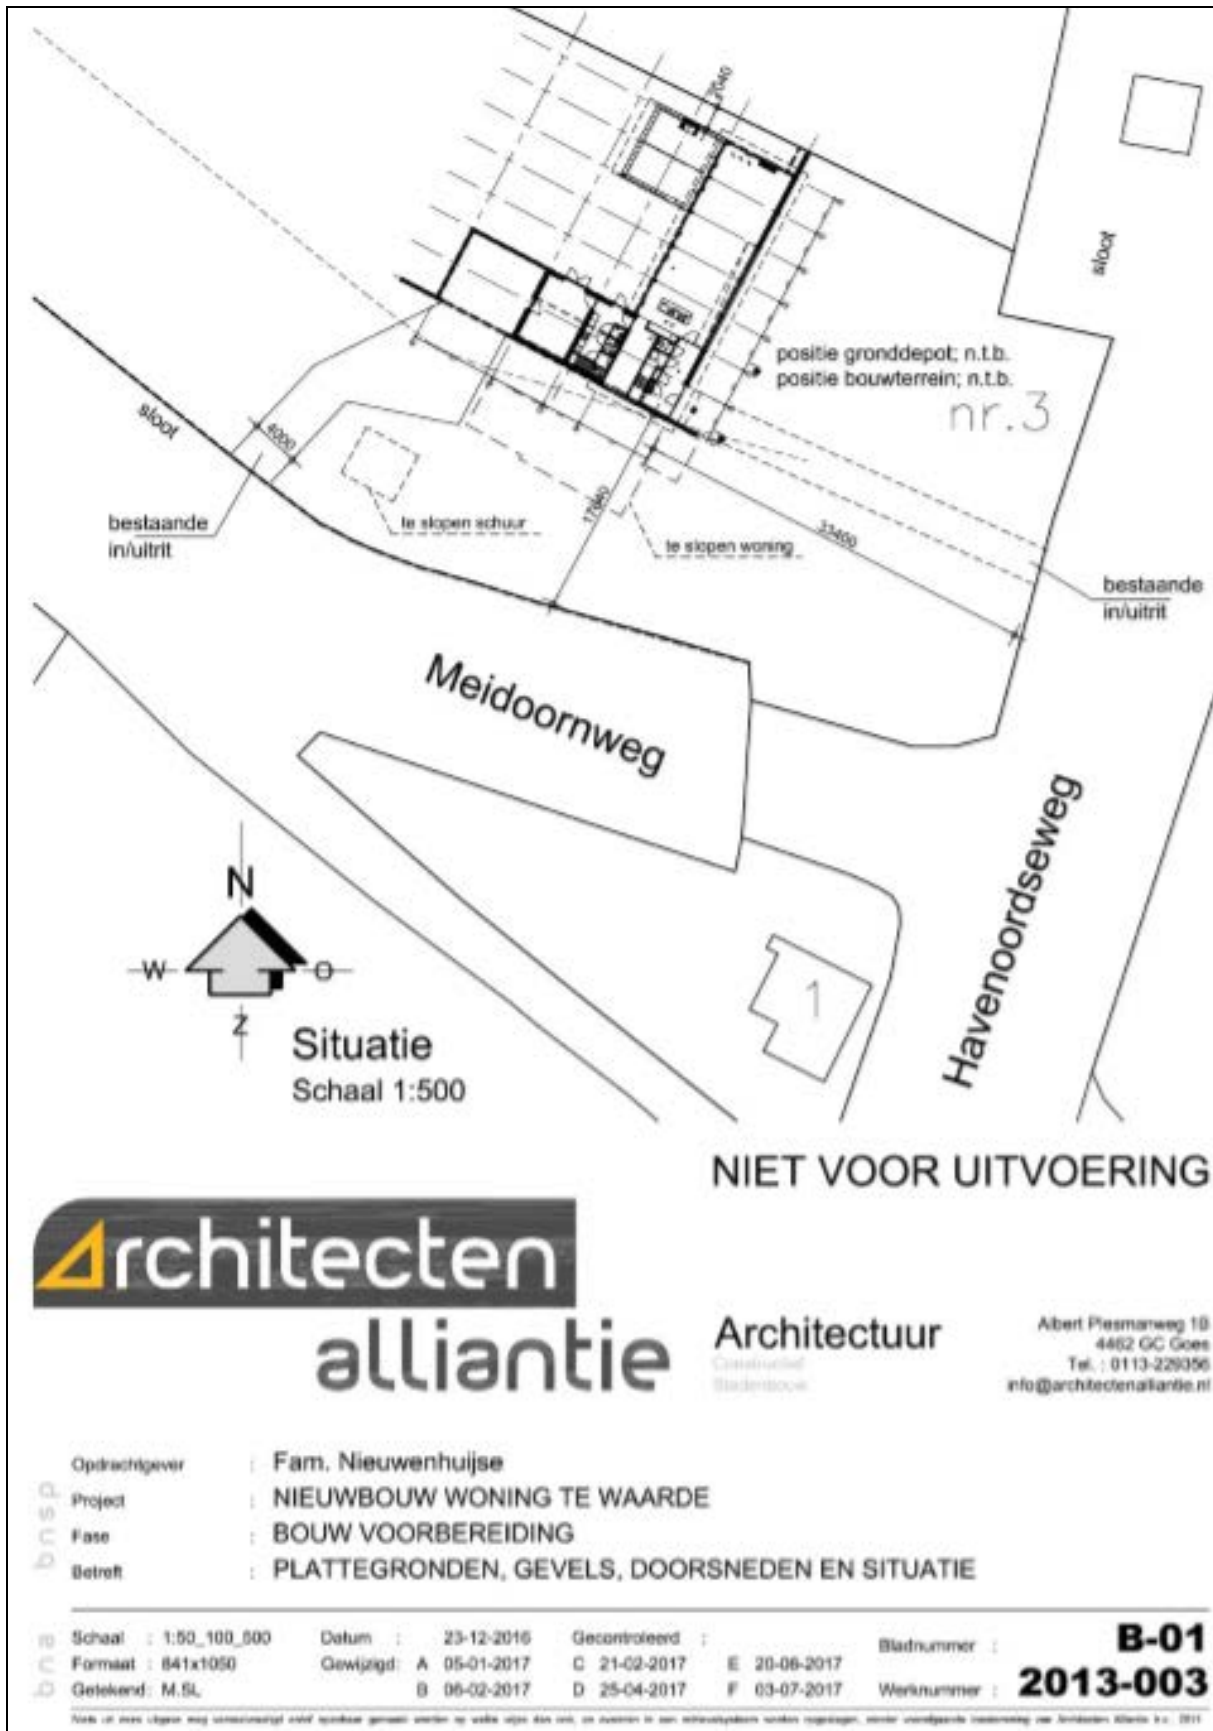 2040
sloot
positie gronddepot; n.t.b.
positie bouwterrein; n.t.b.
nr.3
sloot
4000
bestaande
in/uitrit
te slopen schuur
te slopen woning
33400
bestaande
in/uitrit
Meidoornweg
Havenoordseweg
N
W
O
Z
1
Situatie
Schaal 1:500
NIET VOOR UITVOERING
Architecten
alliantie
Architectuur
Constructief
Stedenbouw
Albert Plesmanweg 1B
4462 GC Goes
Tel. : 0113-229356
info@architectenalliantie.nl
Opdrachtgever : Fam. Nieuwenhuijse
Project : NIEUWBOUW WONING TE WAARDE
Fase : BOUW VOORBEREIDING
Betreft : PLATTEGRONDEN, GEVELS, DOORSNEDEN EN SITUATIE
bna bnsp
Schaal : 1:50_100_500 Datum : 23-12-2016 Gecontroleerd : Bladnummer : B-01
Formaat : 841x1050 Gewijzigd: A 05-01-2017 C 21-02-2017 E 20-06-2017
Getekend : M.SL B 06-02-2017 D 25-04-2017 F 03-07-2017 Werknummer : 2013-003